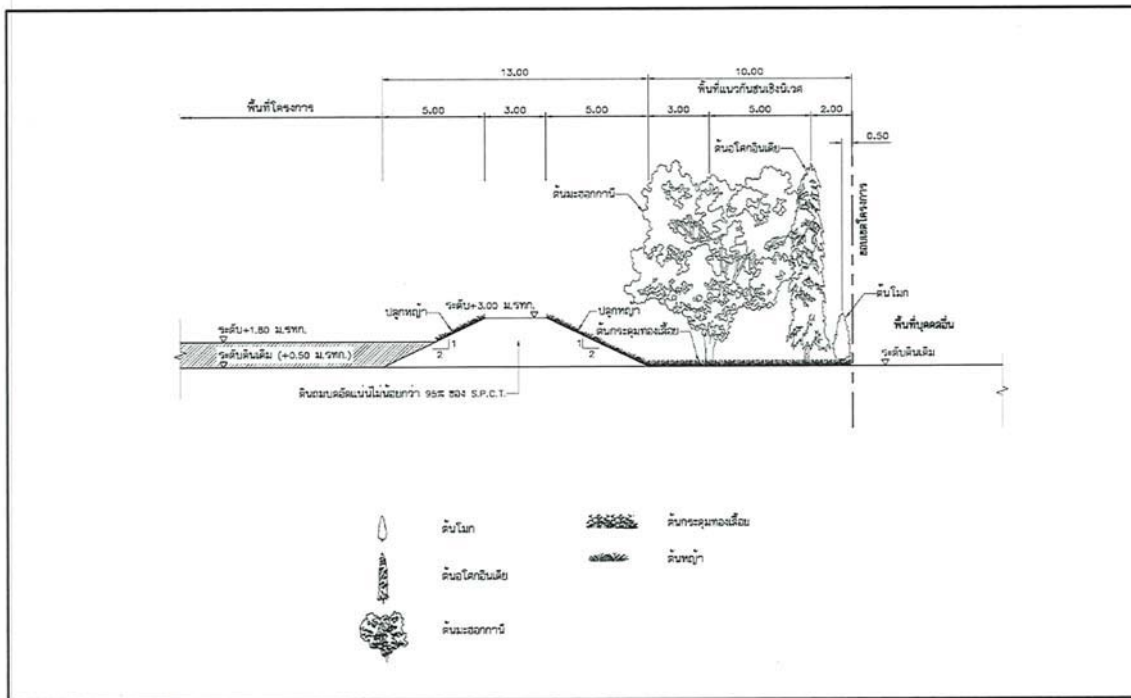 13.00
10.00
พื้นที่โครงการ
พื้นที่แนวกันชนเชิงนิเวศ
5.00
3.00
5.00
3.00
5.00
2.00
0.50
ต้นอโศกอินเดีย
ต้นมะฮอกกานี
ขอบเขตโครงการ
ต้นโมก
ปลูกหญ้า
ระดับ+3.00 ม.รทก.
ปลูกหญ้า
ระดับ+1.80 ม.รทก.
ต้นกระดุมทองเลื้อย
พื้นที่บุคคลอื่น
ระดับดินเดิม (+0.50 ม.รทก.)
2
1
1
2
ระดับดินเดิม
ดินถมบดอัดแน่นไม่น้อยกว่า 95% ของ S.P.C.T.
ต้นโมก
ต้นกระดุมทองเลื้อย
ต้นอโศกอินเดีย
ต้นหญ้า
ต้นมะฮอกกานี